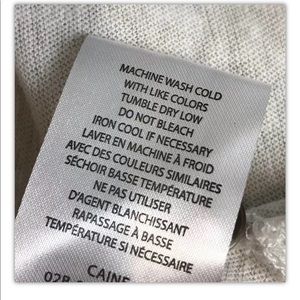 MACHINE WASH COLD
WITH LIKE COLORS
TUMBLE DRY LOW
DO NOT BLEACH
IRON COOL IF NECESSARY
LAVER EN MACHINE À FROID
AVEC DES COULEURS SIMILAIRES
SÉCHOIR BASSE TEMPÉRATURE
NE PAS UTILISER
D'AGENT BLANCHISSANT
RAPASSAGE À BASSE
TEMPÉRATURE SI NÉCESSAIRE